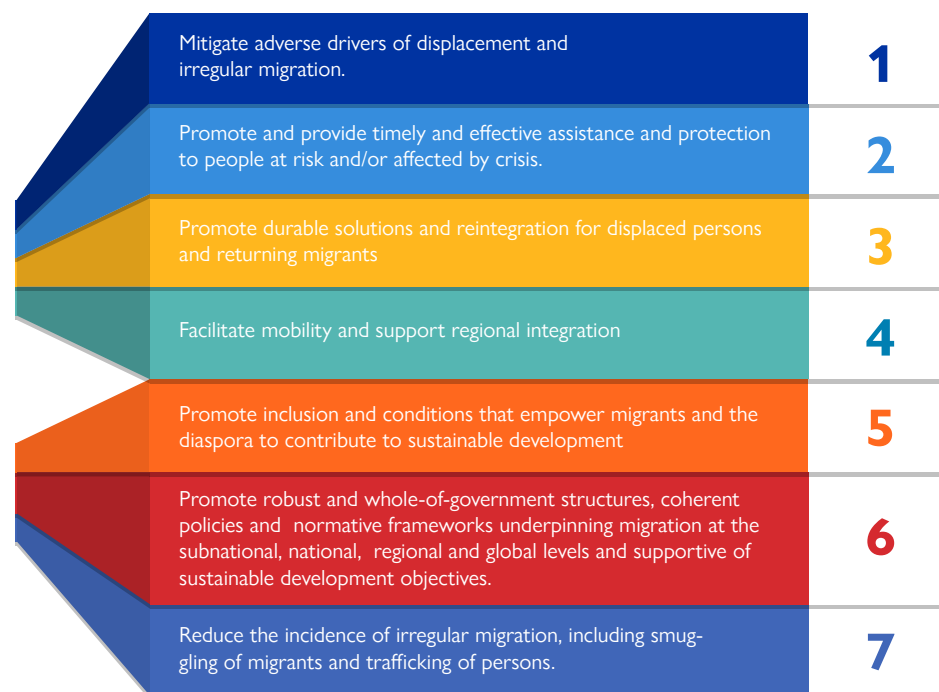 Mitigate adverse drivers of displacement and
irregular migration.
1
Promote and provide timely and effective assistance and protection
to people at risk and/or affected by crisis.
2
Promote durable solutions and reintegration for displaced persons
and returning migrants
3
Facilitate mobility and support regional integration
4
Promote inclusion and conditions that empower migrants and the
diaspora to contribute to sustainable development
5
Promote robust and whole-of-government structures, coherent
policies and  normative frameworks underpinning migration at the
subnational, national,  regional and global levels and supportive of
sustainable development objectives.
6
Reduce the incidence of irregular migration, including smug-
gling of migrants and trafficking of persons.
7